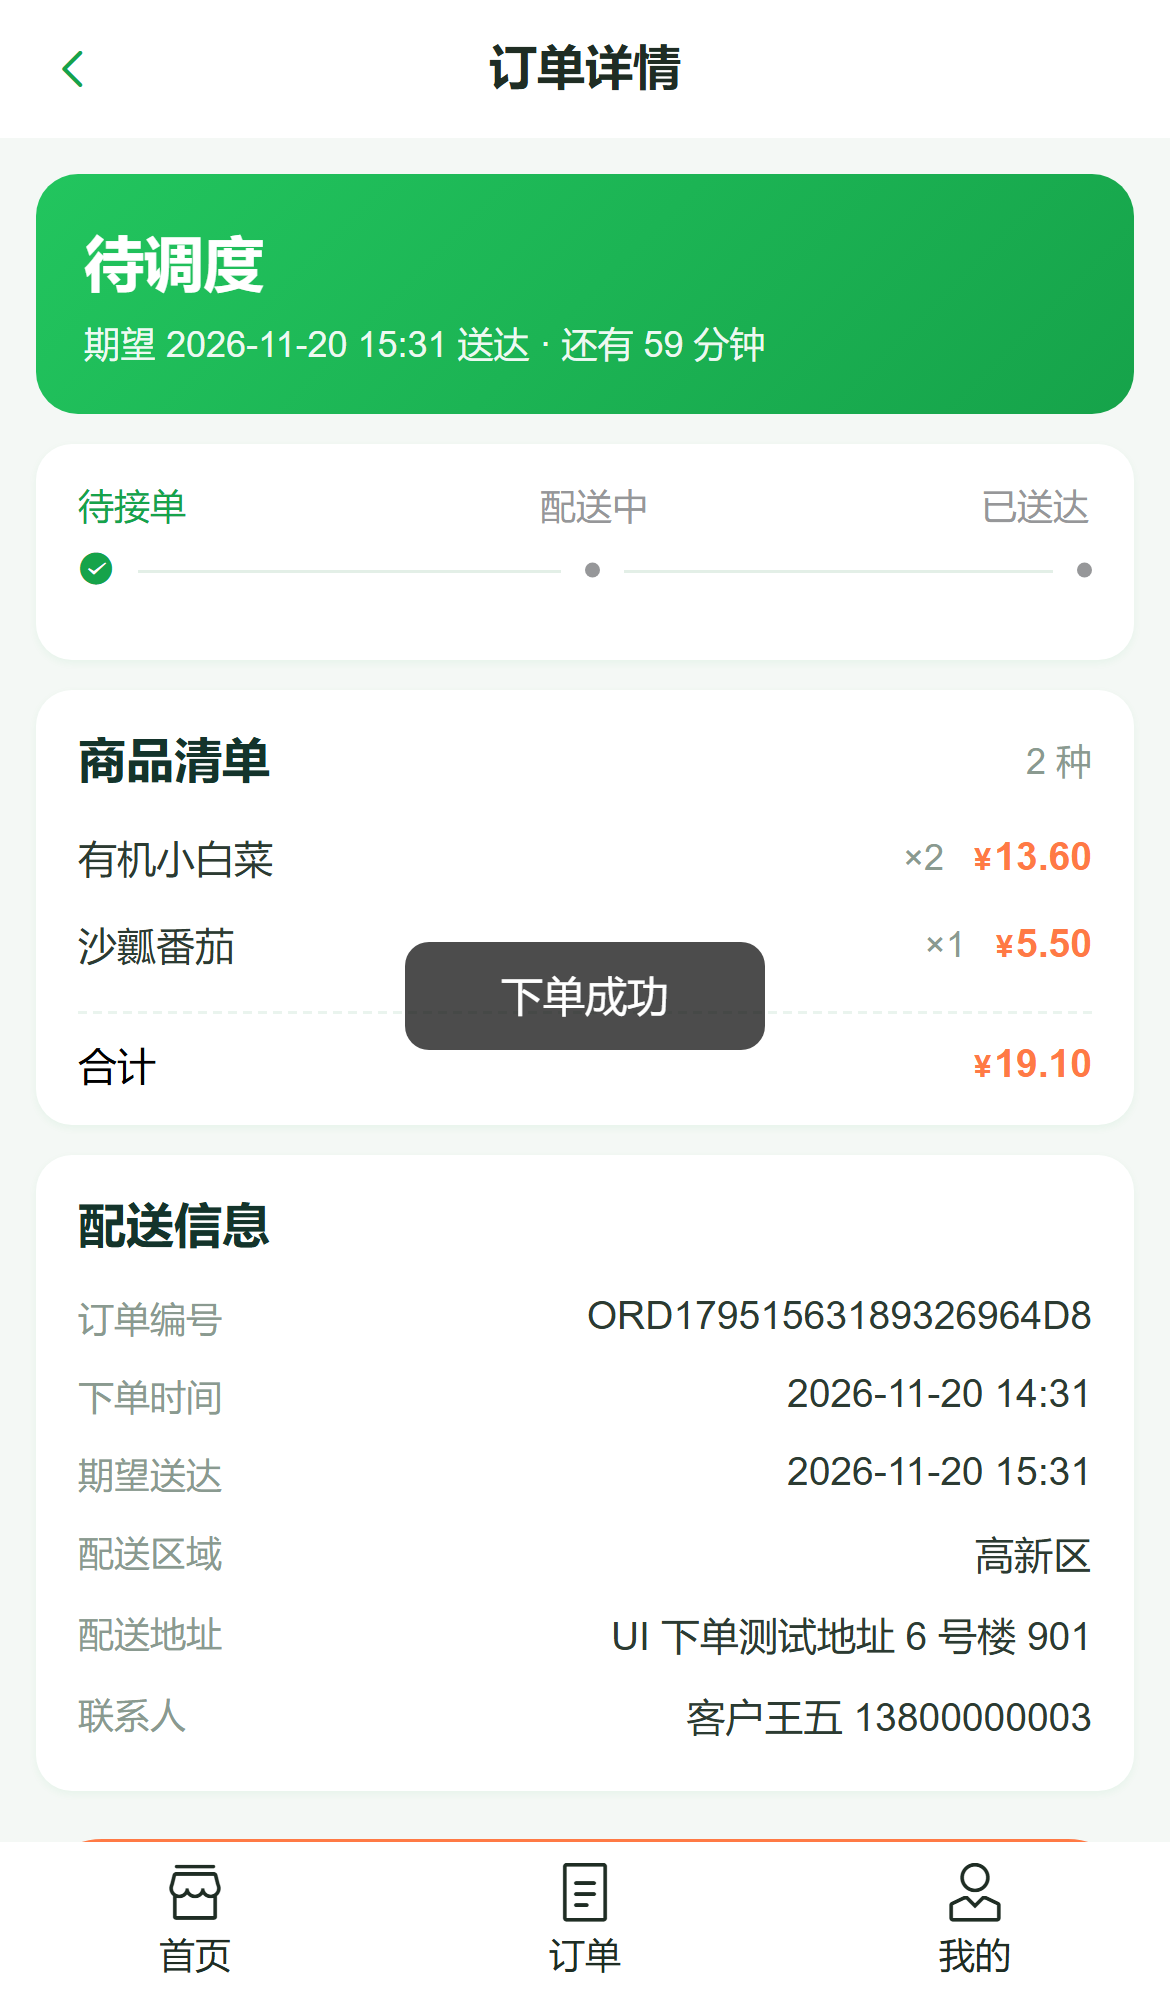 订单详情
待调度
期望 2026-11-20 15:31 送达 · 还有 59 分钟
待接单 配送中 已送达
商品清单 2 种
有机小白菜 ×2 ¥13.60
沙瓤番茄 ×1 ¥5.50
下单成功
合计 ¥19.10
配送信息
订单编号 ORD17951563189326964D8
下单时间 2026-11-20 14:31
期望送达 2026-11-20 15:31
配送区域 高新区
配送地址 UI 下单测试地址 6 号楼 901
联系人 客户王五 13800000003
首页 订单 我的